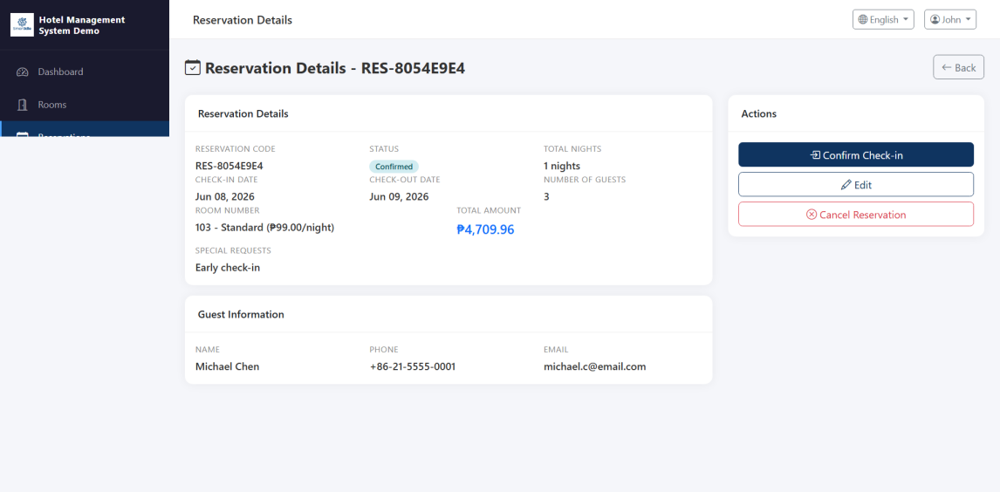 Hotel Management
System Demo
Dashboard
Rooms
Reservations
Reservation Details
English
John
Reservation Details - RES-8054E9E4
Back
Reservation Details
RESERVATION CODE
RES-8054E9E4
STATUS
Confirmed
TOTAL NIGHTS
1 nights
CHECK-IN DATE
Jun 08, 2026
CHECK-OUT DATE
Jun 09, 2026
NUMBER OF GUESTS
3
ROOM NUMBER
103 - Standard (₱99.00/night)
TOTAL AMOUNT
₱4,709.96
SPECIAL REQUESTS
Early check-in
Guest Information
NAME
Michael Chen
PHONE
+86-21-5555-0001
EMAIL
michael.c@email.com
Actions
Confirm Check-in
Edit
Cancel Reservation